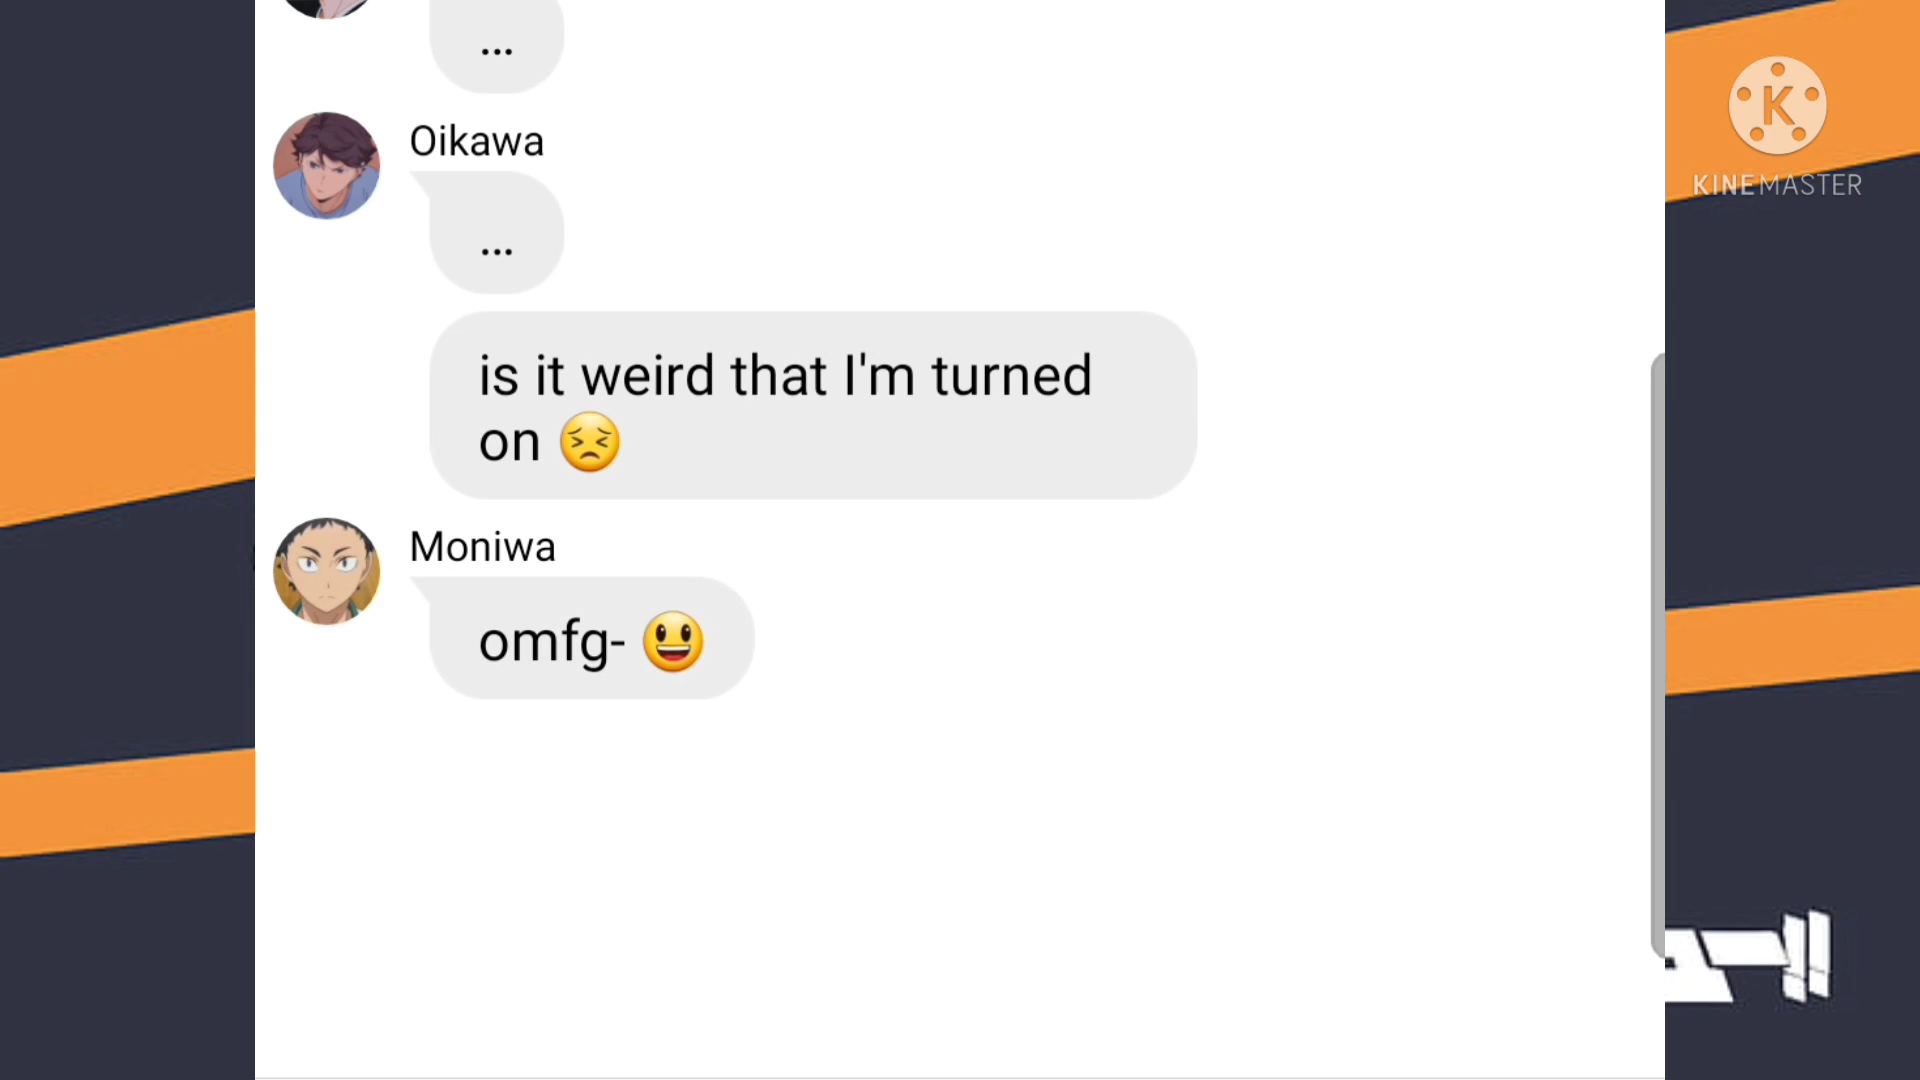 ...
Oikawa
...
is it weird that I'm turned
on 😣
Moniwa
omfg- 😃
K
KINEMASTER